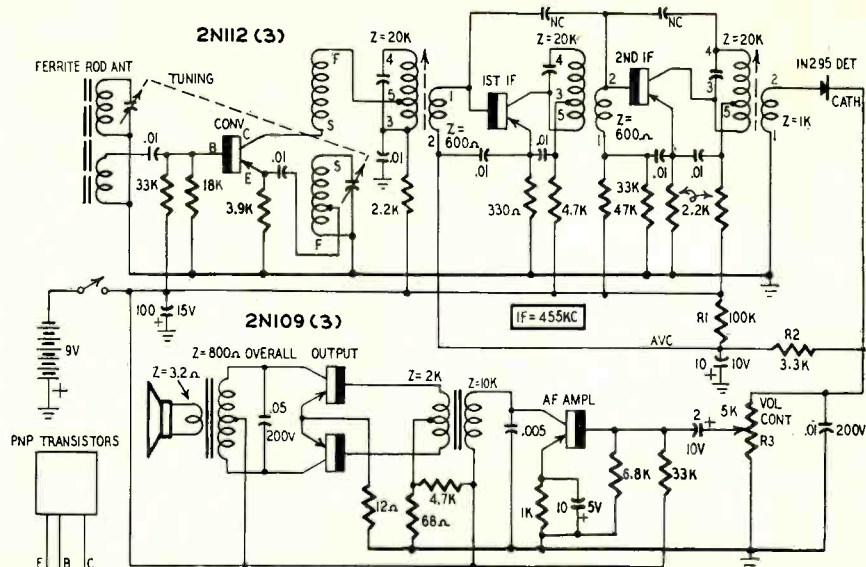 2N112 (3)
FERRITE ROD ANT
TUNING
CONV
B
C
E
.01
.01
33K
18K
3.9K
F
S
S
F
Z=20K
4
5
3
.01
2.2K
1
2
Z=
600Ω
NC
1ST IF
.01
.01
330Ω
4.7K
Z=20K
4
3
5
2
Z=
600Ω
1
NC
2ND IF
33K
47K
.01
.01
2.2K
Z=20K
4
3
5
2
Z=1K
1
1N295 DET
CATH
9V
+
100
15V
+
2N109 (3)
IF=455KC
R1
100K
AVC
10
10V
+
R2
3.3K
Z=800Ω OVERALL
OUTPUT
Z=3.2Ω
.05
200V
12Ω
Z=2K
Z=10K
4.7K
68Ω
.005
AF AMPL
1K
10
5V
+
6.8K
33K
2
+
10V
5K
VOL
CONT
R3
.01
200V
PNP TRANSISTORS
E
B
C